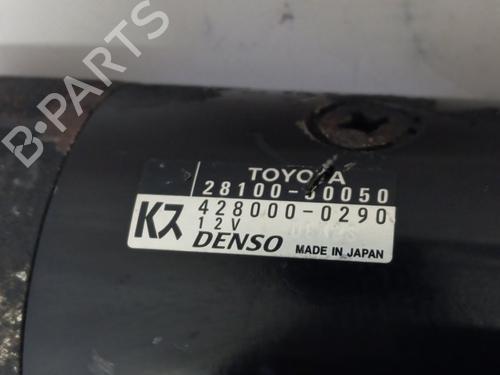 B-PARTS
TOYOTA
28100-30050
Kス
428000-0290
12V
DENSO
MADE IN JAPAN